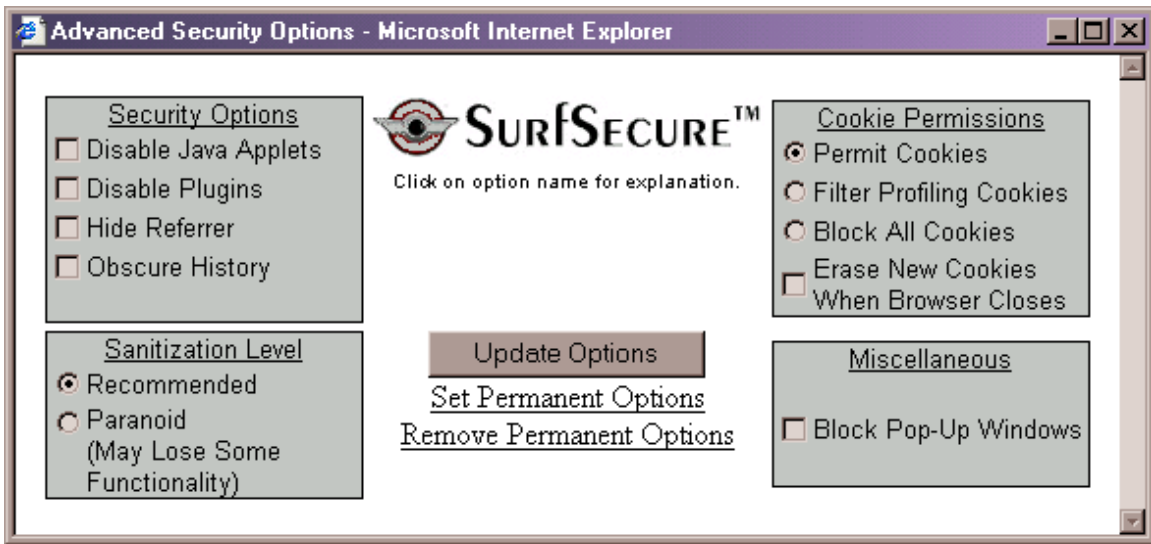 Advanced Security Options - Microsoft Internet Explorer
Security Options
Disable Java Applets
Disable Plugins
Hide Referrer
Obscure History
Sanitization Level
Recommended
Paranoid
(May Lose Some
Functionality)
SURFSECURE™
Click on option name for explanation.
Update Options
Set Permanent Options
Remove Permanent Options
Cookie Permissions
Permit Cookies
Filter Profiling Cookies
Block All Cookies
Erase New Cookies
When Browser Closes
Miscellaneous
Block Pop-Up Windows